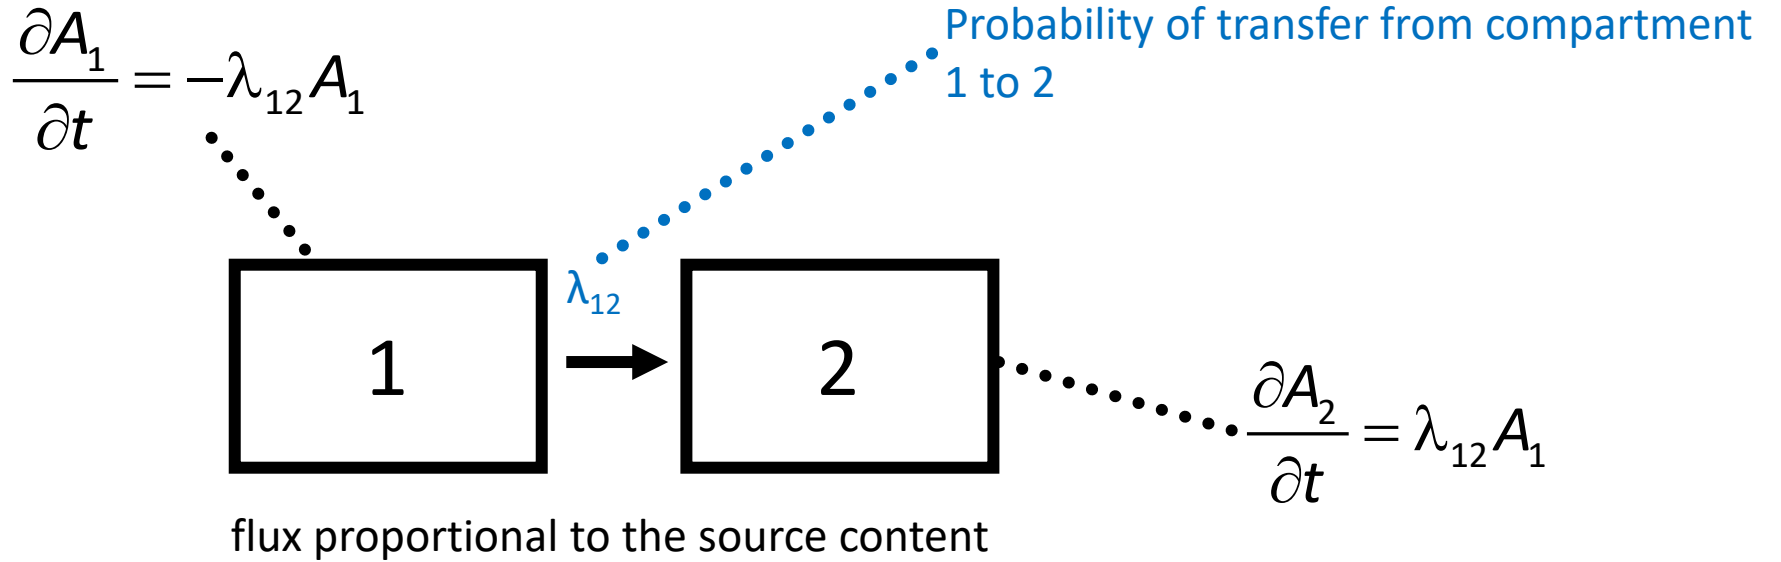 ∂A₁/∂t = −λ₁₂A₁
Probability of transfer from compartment
1 to 2
λ₁₂
1
2
∂A₂/∂t = λ₁₂A₁
flux proportional to the source content